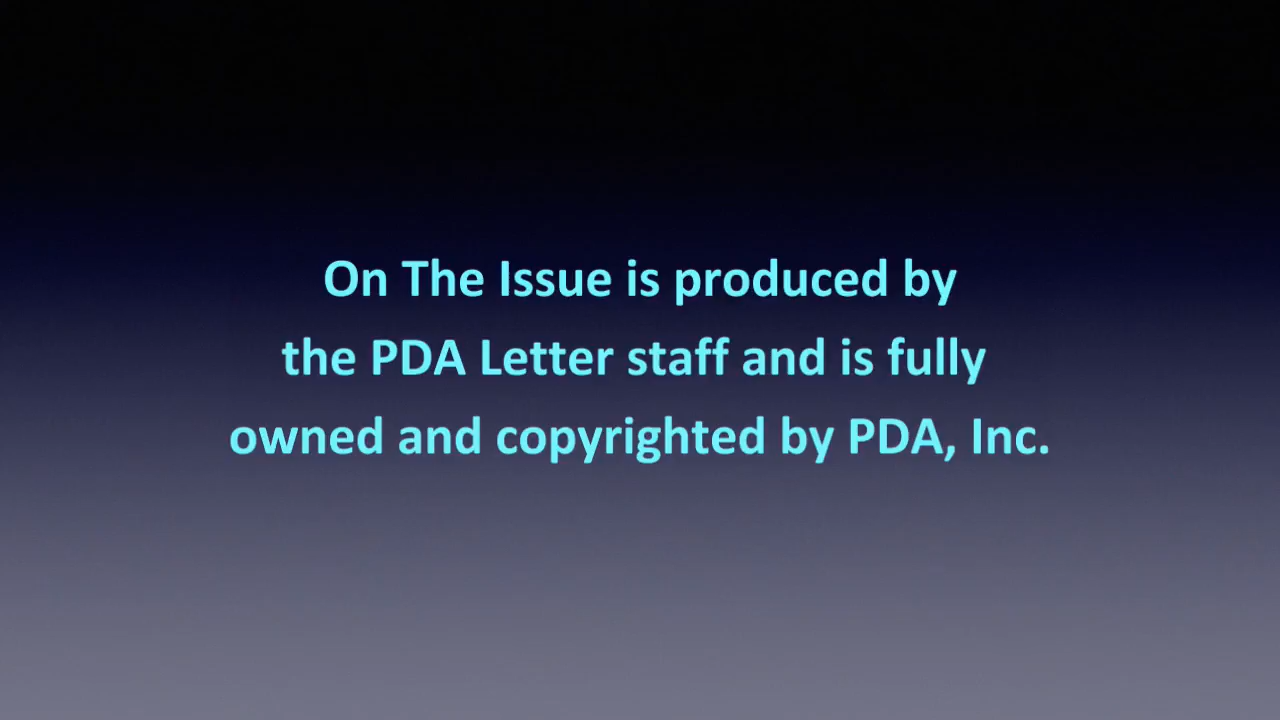 On The Issue is produced by
the PDA Letter staff and is fully
owned and copyrighted by PDA, Inc.